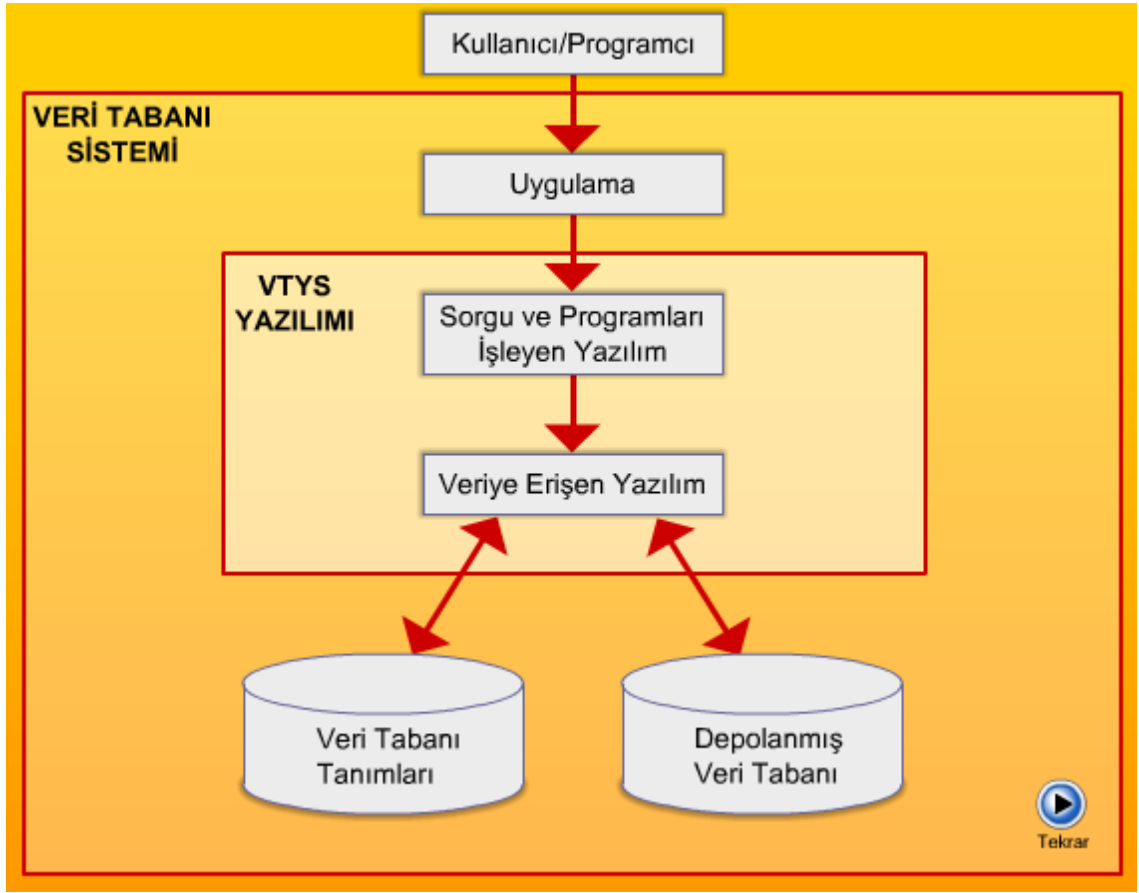 Kullanıcı/Programcı
VERİ TABANI
SİSTEMİ
Uygulama
VTYS
YAZILIMI
Sorgu ve Programları
İşleyen Yazılım
Veriye Erişen Yazılım
Veri Tabanı
Tanımları
Depolanmış
Veri Tabanı
Tekrar